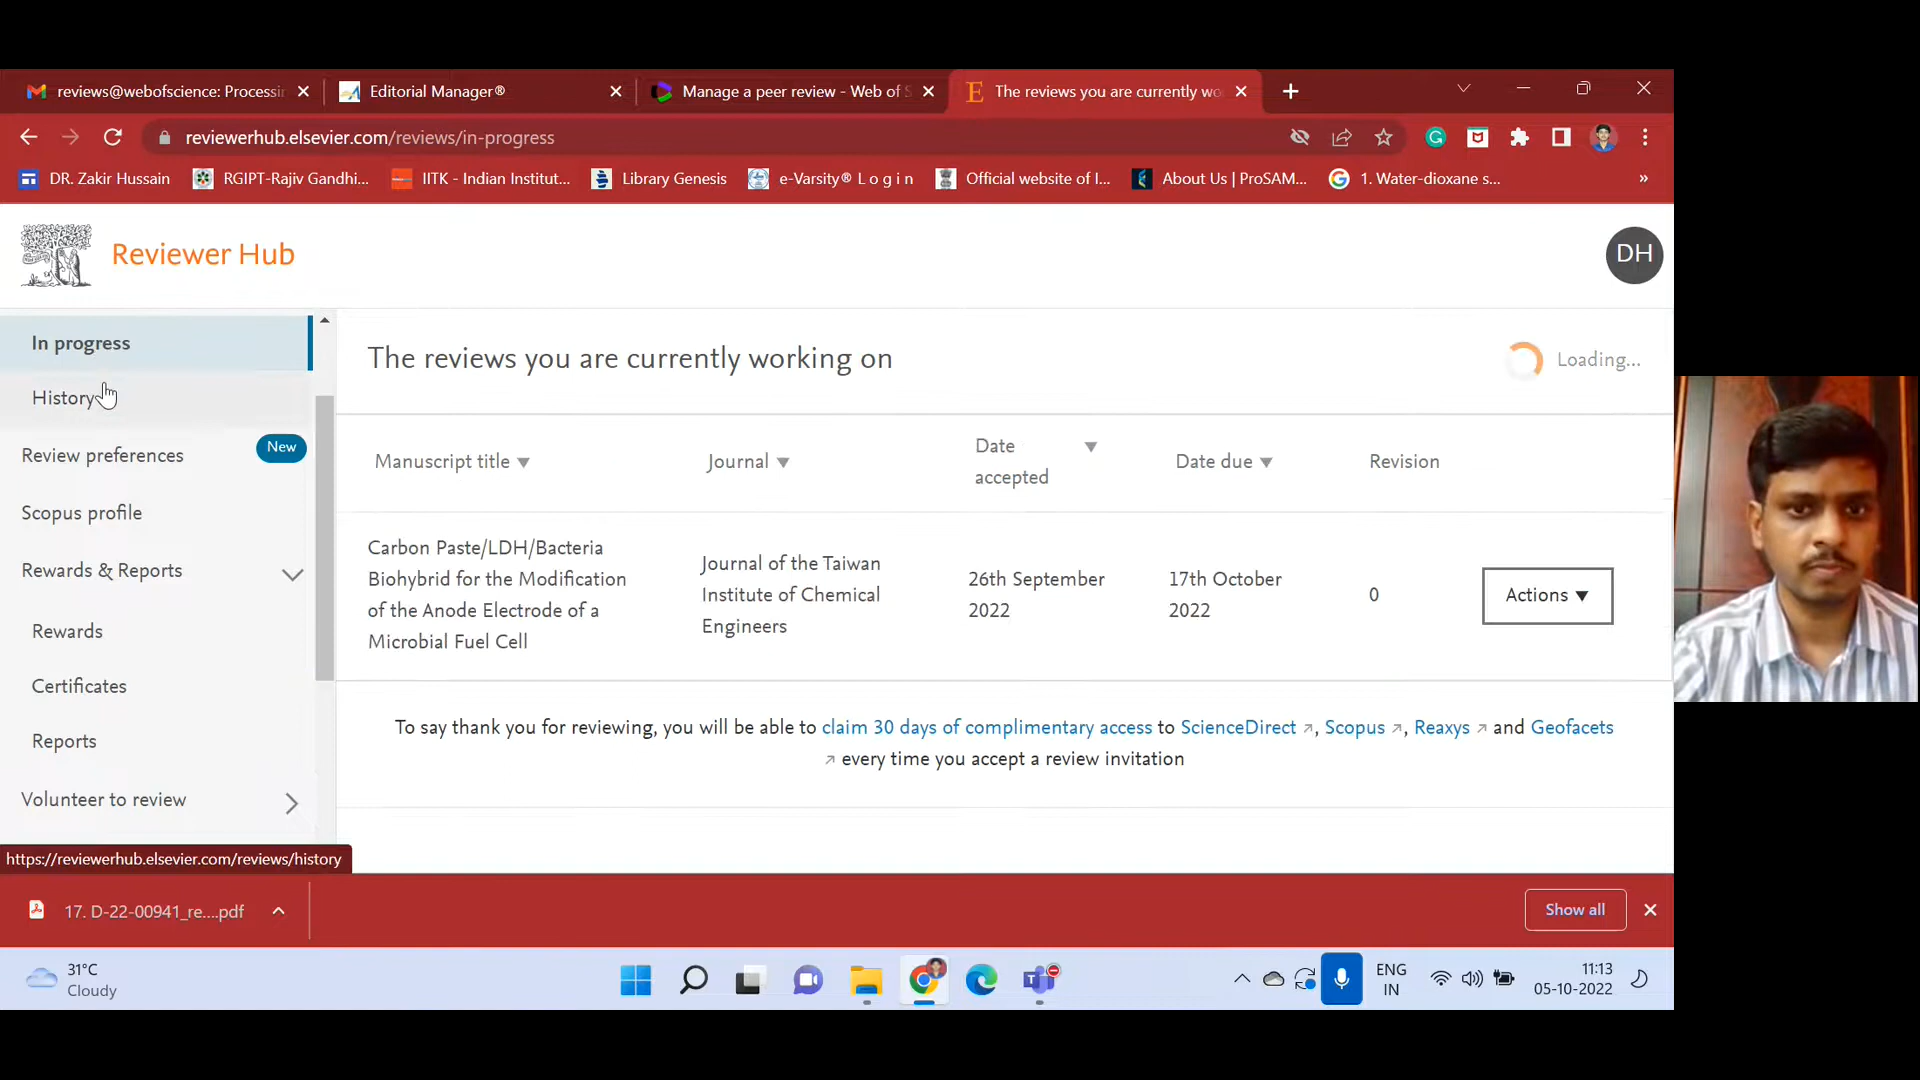 reviews@webofscience: Processin
Editorial Manager®
Manage a peer review - Web of S
The reviews you are currently wo
reviewerhub.elsevier.com/reviews/in-progress
DR. Zakir Hussain
RGIPT-Rajiv Gandhi...
IITK - Indian Institut...
Library Genesis
e-Varsity® L o g i n
Official website of I...
About Us | ProSAM...
1. Water-dioxane s...
Reviewer Hub
DH
In progress
History
Review preferences
New
Scopus profile
Rewards & Reports
Rewards
Certificates
Reports
Volunteer to review
https://reviewerhub.elsevier.com/reviews/history
The reviews you are currently working on
Loading...
Manuscript title
Journal
Date
accepted
Date due
Revision
Carbon Paste/LDH/Bacteria
Biohybrid for the Modification
of the Anode Electrode of a
Microbial Fuel Cell
Journal of the Taiwan
Institute of Chemical
Engineers
26th September
2022
17th October
2022
0
Actions
To say thank you for reviewing, you will be able to claim 30 days of complimentary access to ScienceDirect, Scopus, Reaxys and Geofacets
every time you accept a review invitation
17. D-22-00941_re....pdf
Show all
31°C
Cloudy
ENG
IN
11:13
05-10-2022